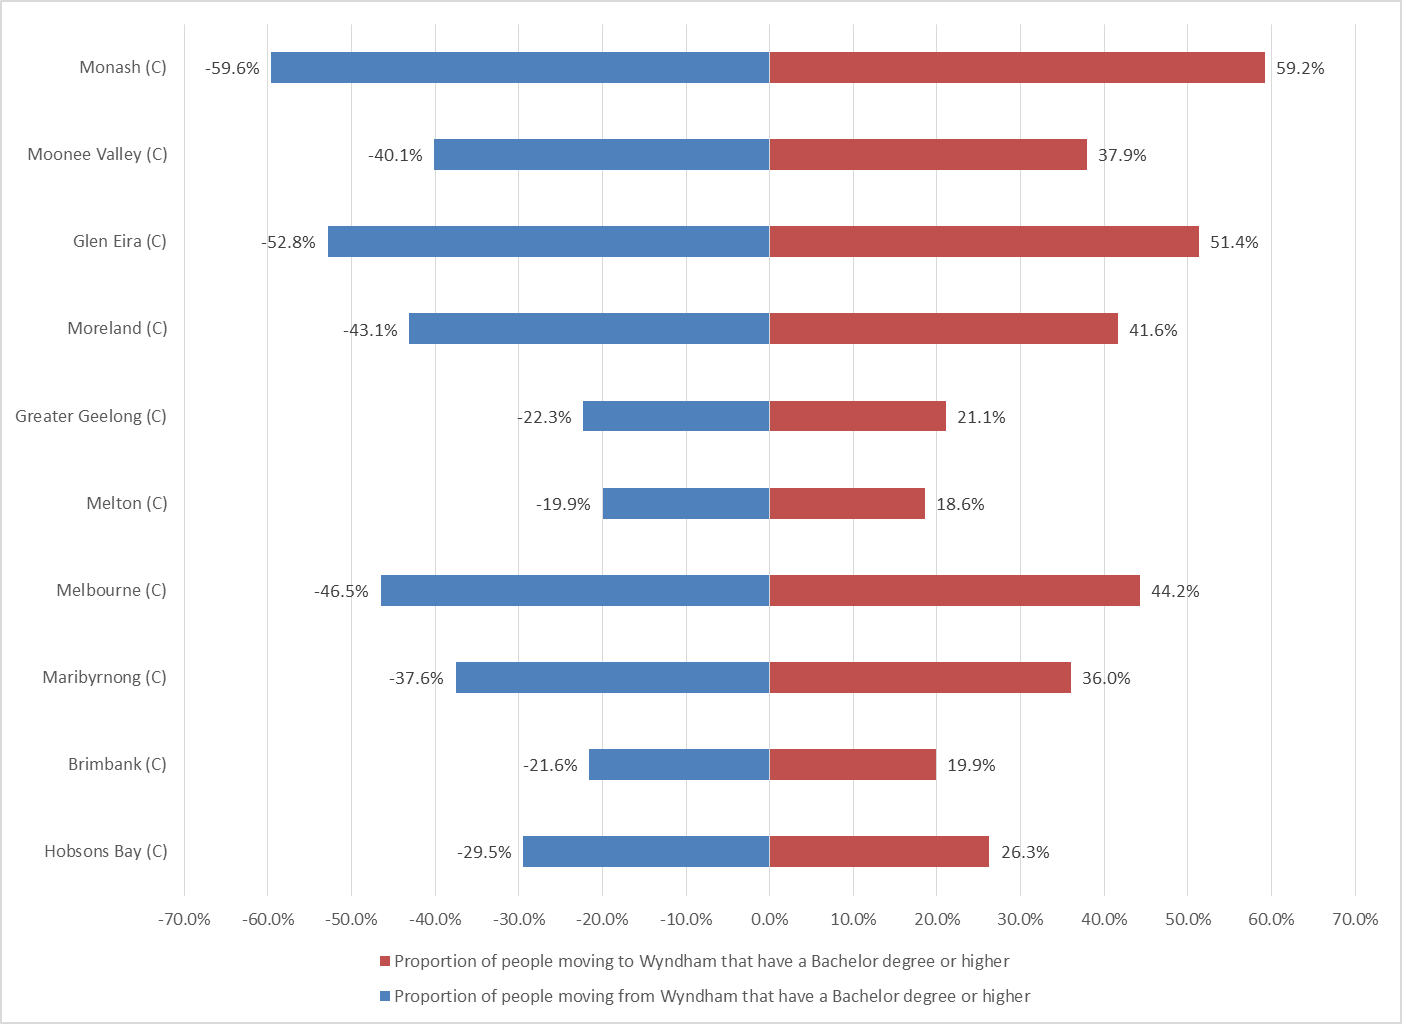 Monash (C) -59.6% 59.2%
Moonee Valley (C) -40.1% 37.9%
Glen Eira (C) -52.8% 51.4%
Moreland (C) -43.1% 41.6%
Greater Geelong (C) -22.3% 21.1%
Melton (C) -19.9% 18.6%
Melbourne (C) -46.5% 44.2%
Maribyrnong (C) -37.6% 36.0%
Brimbank (C) -21.6% 19.9%
Hobsons Bay (C) -29.5% 26.3%
-70.0% -60.0% -50.0% -40.0% -30.0% -20.0% -10.0% 0.0% 10.0% 20.0% 30.0% 40.0% 50.0% 60.0% 70.0%
Proportion of people moving to Wyndham that have a Bachelor degree or higher
Proportion of people moving from Wyndham that have a Bachelor degree or higher